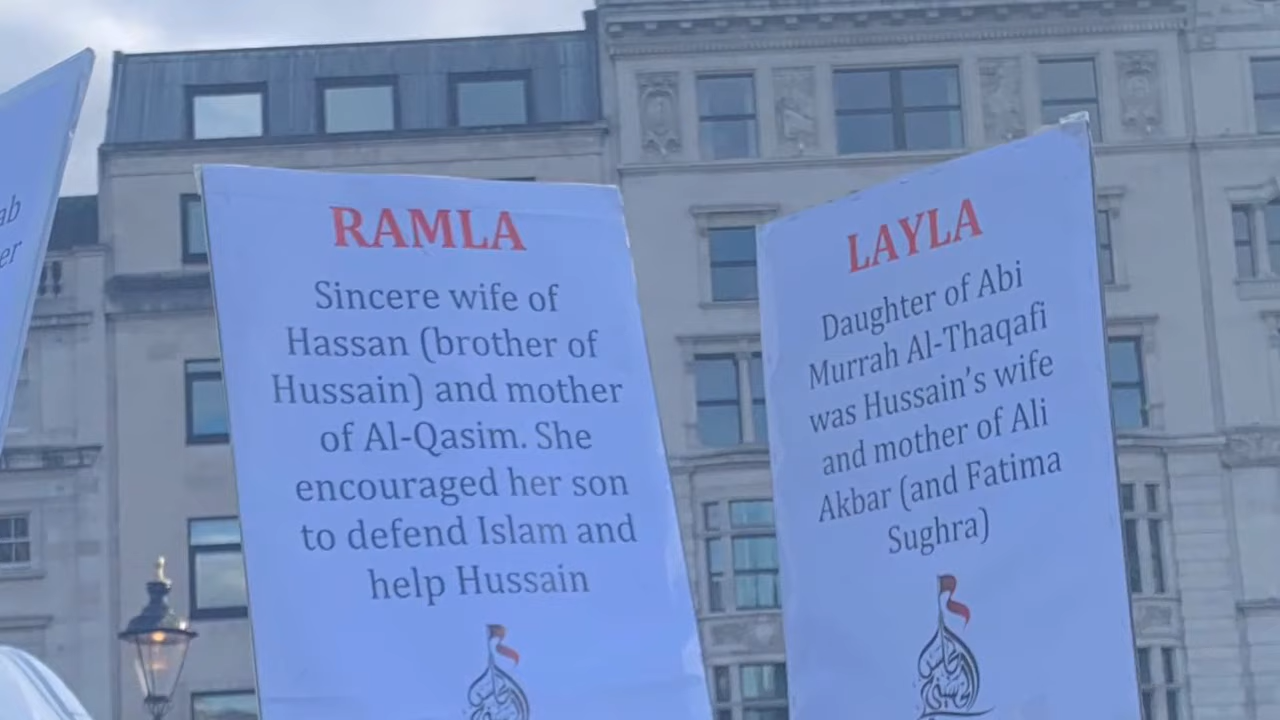 ab
er
RAMLA
Sincere wife of
Hassan (brother of
Hussain) and mother
of Al-Qasim. She
encouraged her son
to defend Islam and
help Hussain
LAYLA
Daughter of Abi
Murrah Al-Thaqafi
was Hussain's wife
and mother of Ali
Akbar (and Fatima
Sughra)